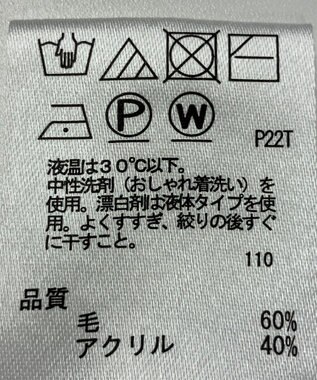 P
W
P22T
液温は30℃以下。
中性洗剤（おしゃれ着洗い）を
使用。漂白剤は液体タイプを使
用。よくすすぎ、絞りの後すぐ
に干すこと。
110
品質
毛 60%
アクリル 40%